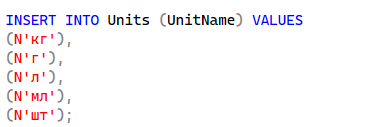 INSERT INTO Units (UnitName) VALUES
(N'кг'),
(N'г'),
(N'л'),
(N'мл'),
(N'шт');